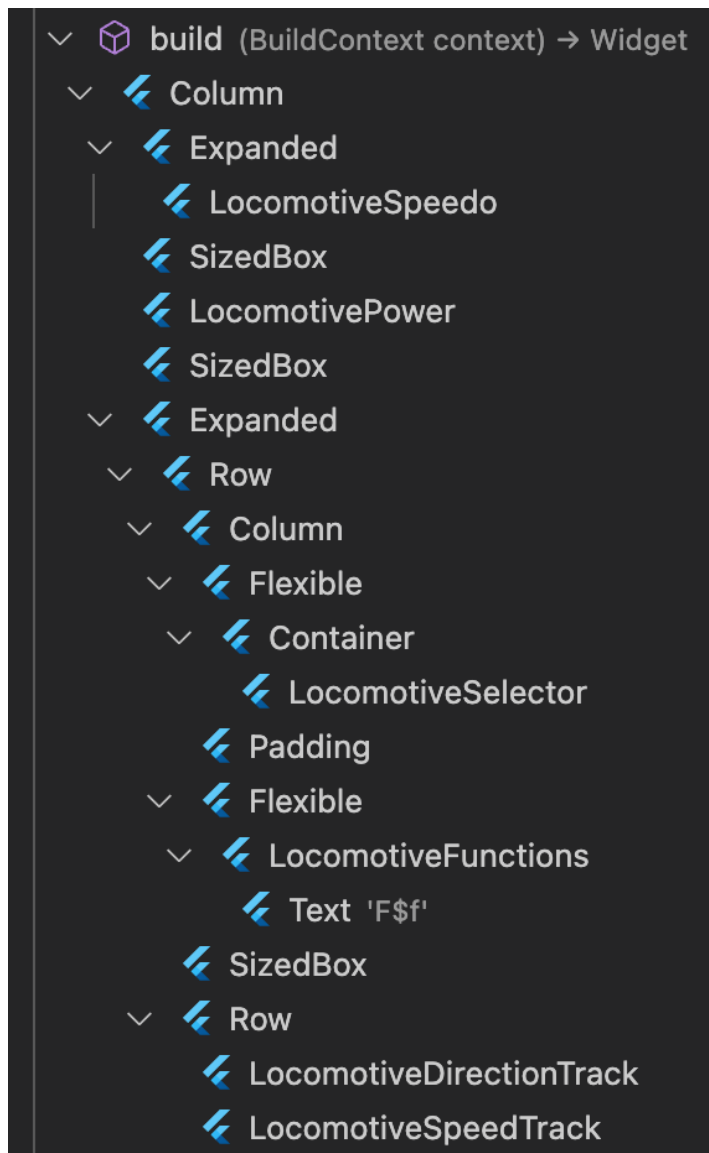 build (BuildContext context) → Widget
Column
Expanded
LocomotiveSpeedo
SizedBox
LocomotivePower
SizedBox
Expanded
Row
Column
Flexible
Container
LocomotiveSelector
Padding
Flexible
LocomotiveFunctions
Text 'F$f'
SizedBox
Row
LocomotiveDirectionTrack
LocomotiveSpeedTrack